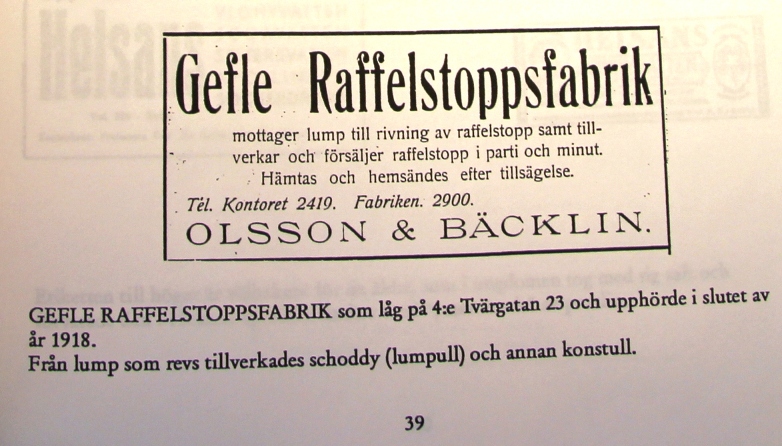 Gefle Raffelstoppsfabrik
mottager lump till rivning av raffelstopp samt till-
verkar och försäljer raffelstopp i parti och minut.
Hämtas och hemsändes efter tillsägelse.
Tel. Kontoret 2419. Fabriken. 2900.
OLSSON & BÄCKLIN.
GEFLE RAFFELSTOPPSFABRIK som låg på 4:e Tvärgatan 23 och upphörde i slutet av
år 1918.
Från lump som revs tillverkades schoddy (lumpull) och annan konstull.
39